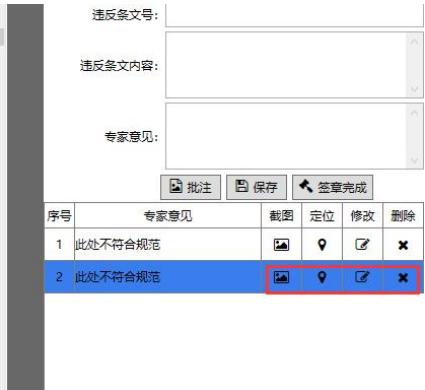 违反条文号:
违反条文内容:
专家意见:
批注 保存 签章完成
序号 专家意见 截图 定位 修改 删除
1 此处不符合规范
2 此处不符合规范